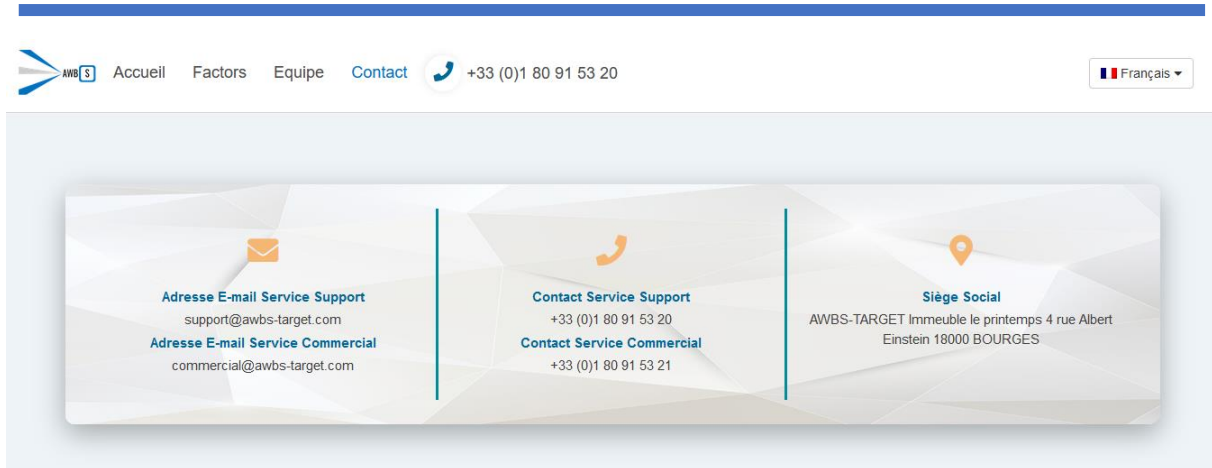 AWB S
Accueil Factors Equipe Contact +33 (0)1 80 91 53 20
Français
Adresse E-mail Service Support
support@awbs-target.com
Adresse E-mail Service Commercial
commercial@awbs-target.com
Contact Service Support
+33 (0)1 80 91 53 20
Contact Service Commercial
+33 (0)1 80 91 53 21
Siège Social
AWBS-TARGET Immeuble le printemps 4 rue Albert
Einstein 18000 BOURGES